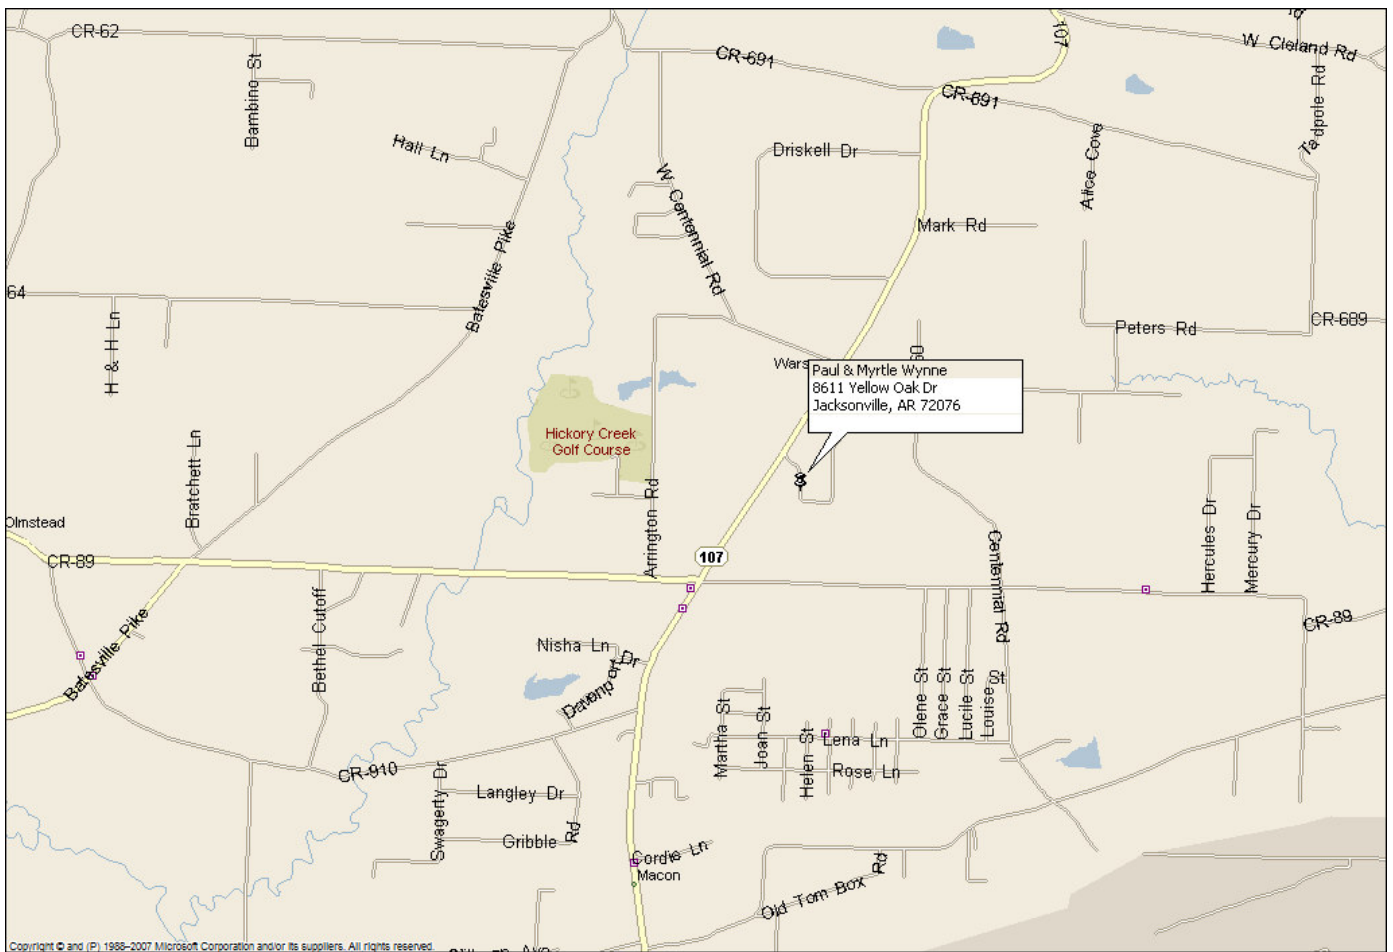 107
CR-62
CR-691
W Cleland Rd
Bambino St
CR-691
Tadpole Rd
Hall Ln
Driskell Dr
Alice Cove
W Centennial Rd
Mark Rd
Batesville Pike
64
H & H Ln
Peters Rd
CR-689
Paul & Myrtle Wynne
8611 Yellow Oak Dr
Jacksonville, AR 72076
Hickory Creek
Golf Course
Bratchett Ln
Arrington Rd
Olmstead
Hercules Dr
Mercury Dr
CR-89
107
Centennial Rd
Bethel Cutoff
Batesville Pike
CR-89
Nisha Ln
Davenport Dr
Olene St
Grace St
Lucile St
Louise St
Martha St
Joan St
Helen St
Lena Ln
Rose Ln
CR-910
Swagerty Dr
Langley Dr
Gribble Rd
Cordie Ln
Macon
Old Tom Box Rd
Copyright © and (P) 1988–2007 Microsoft Corporation and/or its suppliers. All rights reserved.